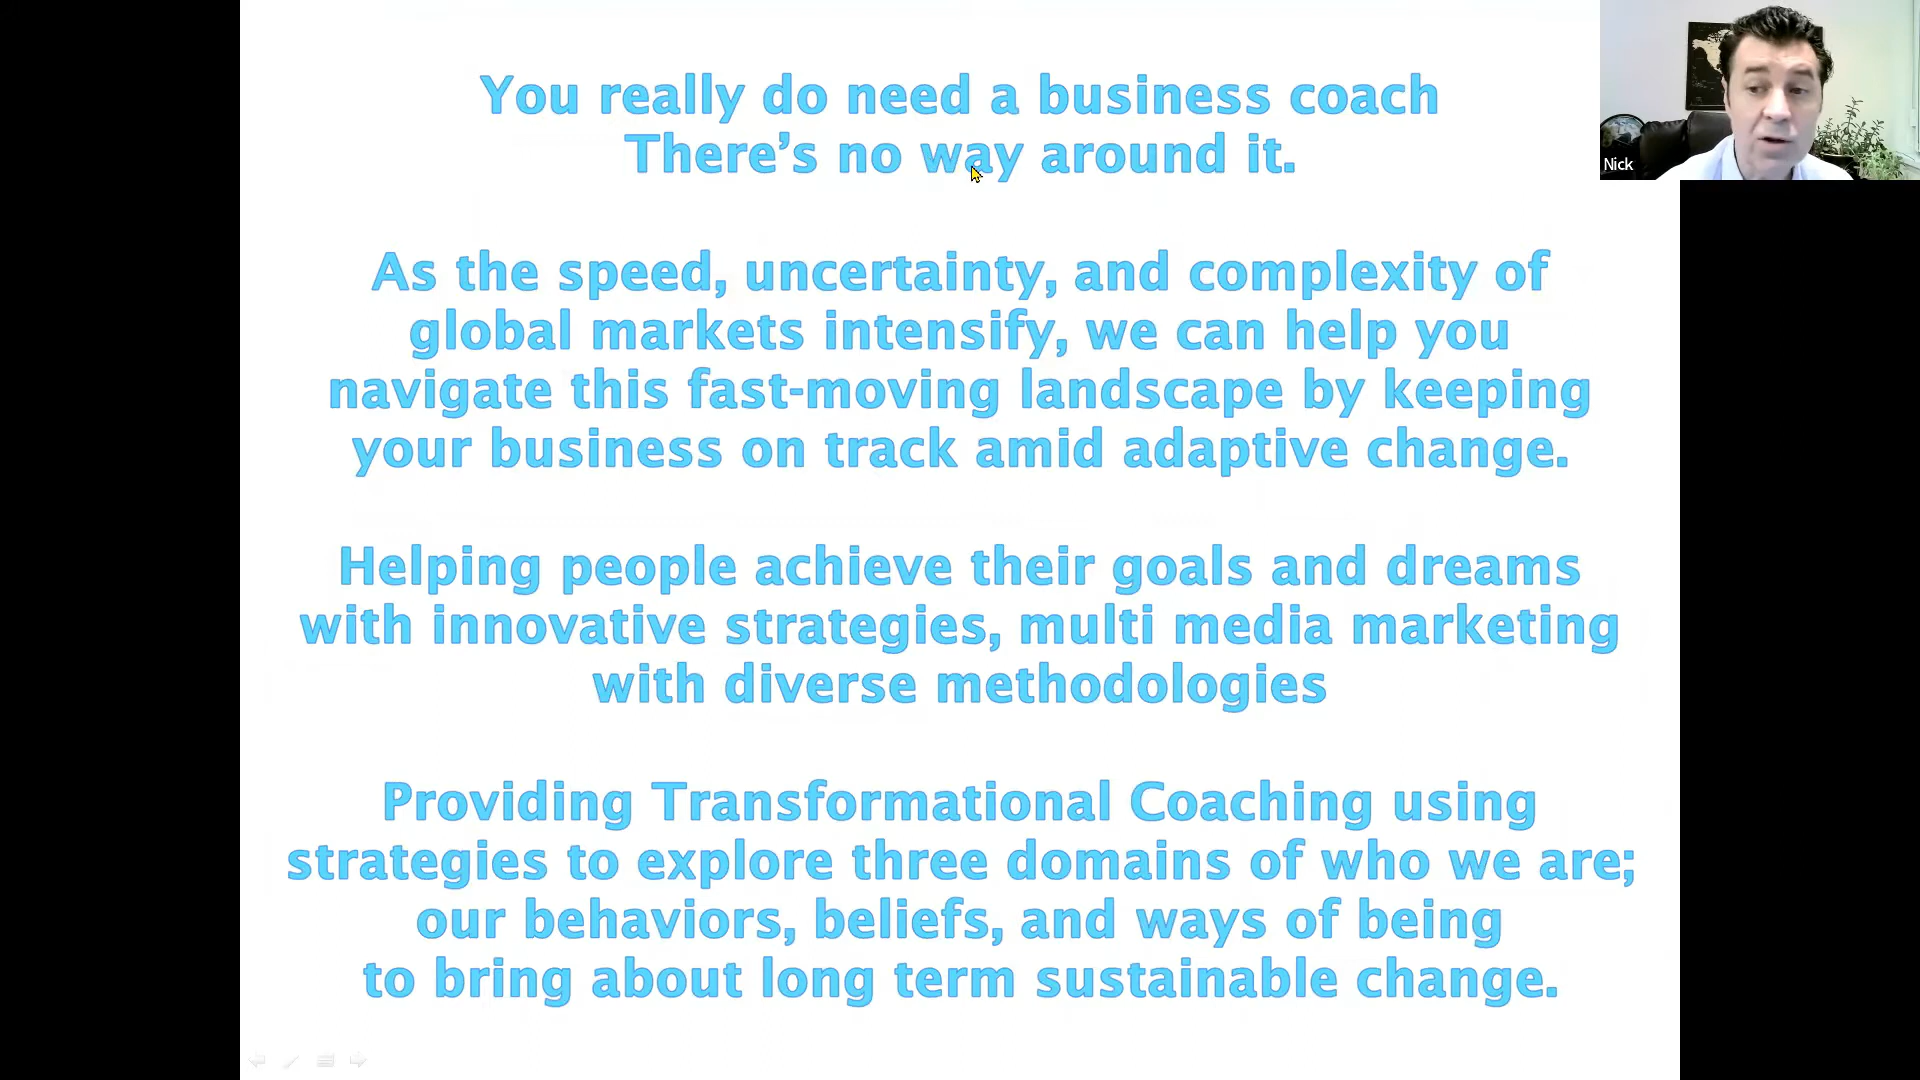 You really do need a business coach
There's no way around it.
As the speed, uncertainty, and complexity of
global markets intensify, we can help you
navigate this fast-moving landscape by keeping
your business on track amid adaptive change.
Helping people achieve their goals and dreams
with innovative strategies, multi media marketing
with diverse methodologies
Providing Transformational Coaching using
strategies to explore three domains of who we are;
our behaviors, beliefs, and ways of being
to bring about long term sustainable change.
Nick